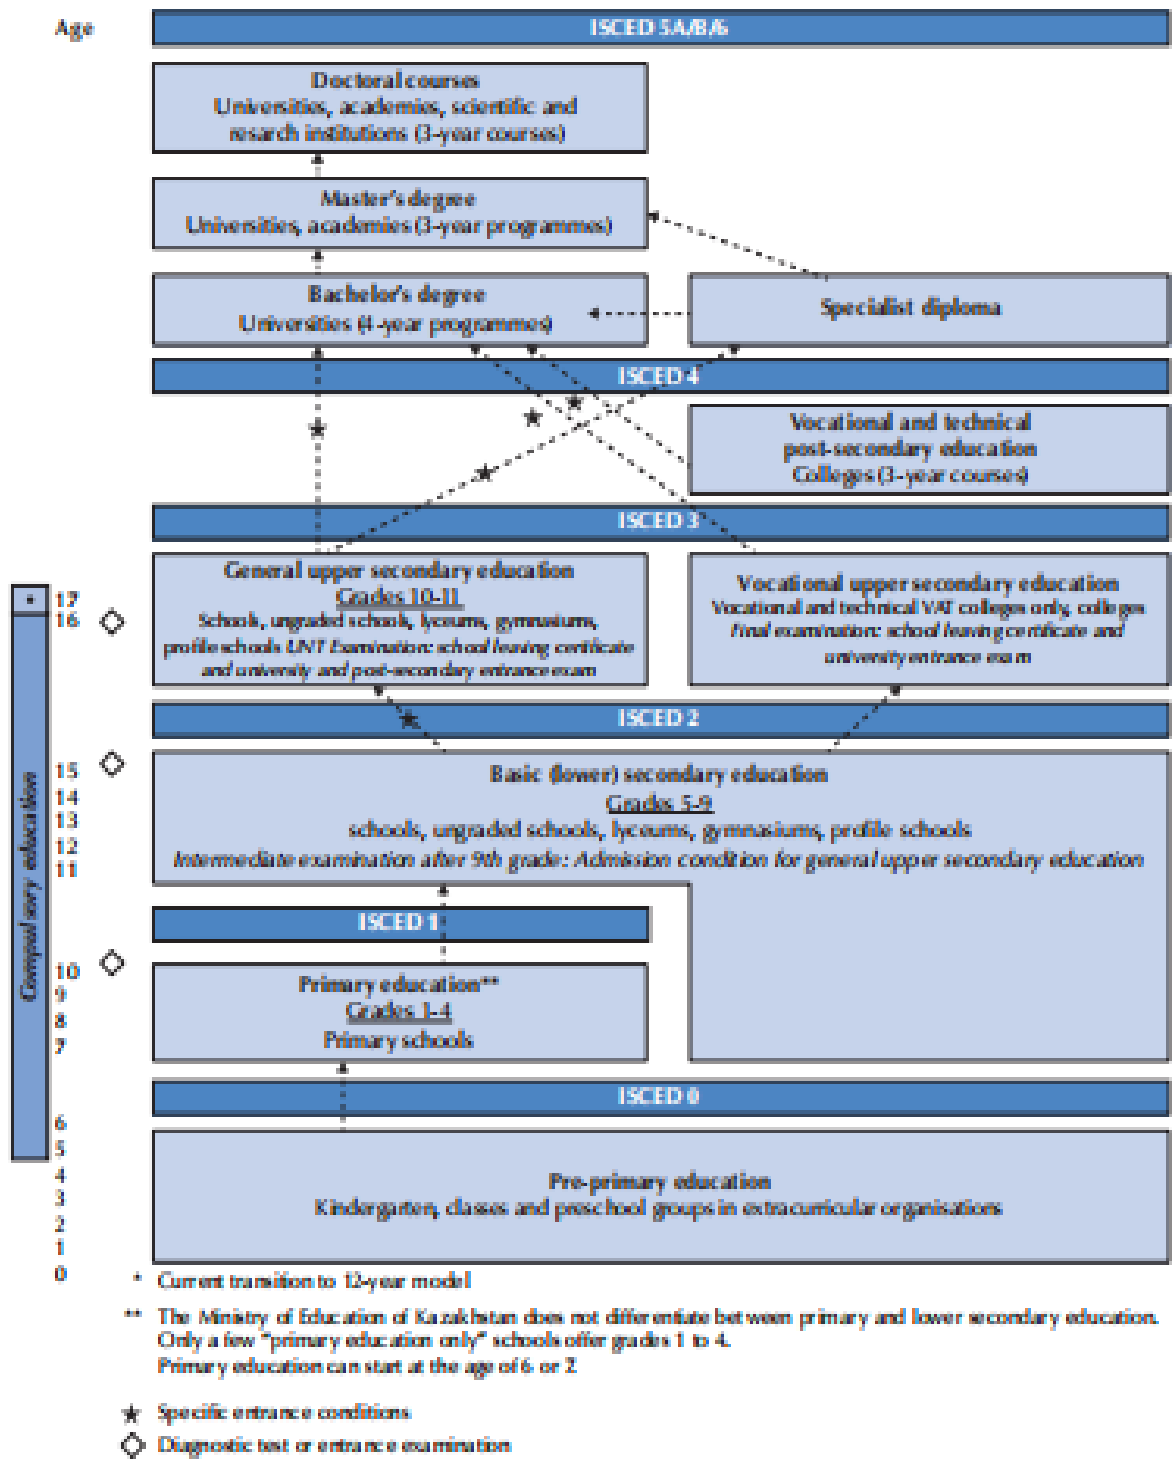 Age
ISCED 5A/B/6
Doctoral courses
Universities, academies, scientific and
resarch institutions (3-year courses)
Master's degree
Universities, academies (3-year programmes)
Bachelor's degree
Universities (4-year programmes)
Specialist diploma
ISCED 4
Vocational and technical
post-secondary education
Colleges (3-year courses)
ISCED 3
General upper secondary education
Grades 10-11
Schools, ungraded schools, lyceums, gymnasiums,
profile schools UNT Examination: school leaving certificate
and university and post-secondary entrance exam
Vocational upper secondary education
Vocational and technical VAT colleges only, colleges
Final examination: school leaving certificate and
university entrance exam
*
17
16
ISCED 2
Compulsory education
15
14
13
12
11
Basic (lower) secondary education
Grades 5-9
schools, ungraded schools, lyceums, gymnasiums, profile schools
Intermediate examination after 9th grade: Admission condition for general upper secondary education
ISCED 1
10
9
8
7
Primary education**
Grades 1-4
Primary schools
ISCED 0
6
5
4
3
2
1
0
Pre-primary education
Kindergarten, classes and preschool groups in extracurricular organisations
* Current transition to 12-year model
** The Ministry of Education of Kazakhstan does not differentiate between primary and lower secondary education.
Only a few "primary education only" schools offer grades 1 to 4.
Primary education can start at the age of 6 or 7
★ Specific entrance conditions
◇ Diagnostic test or entrance examination